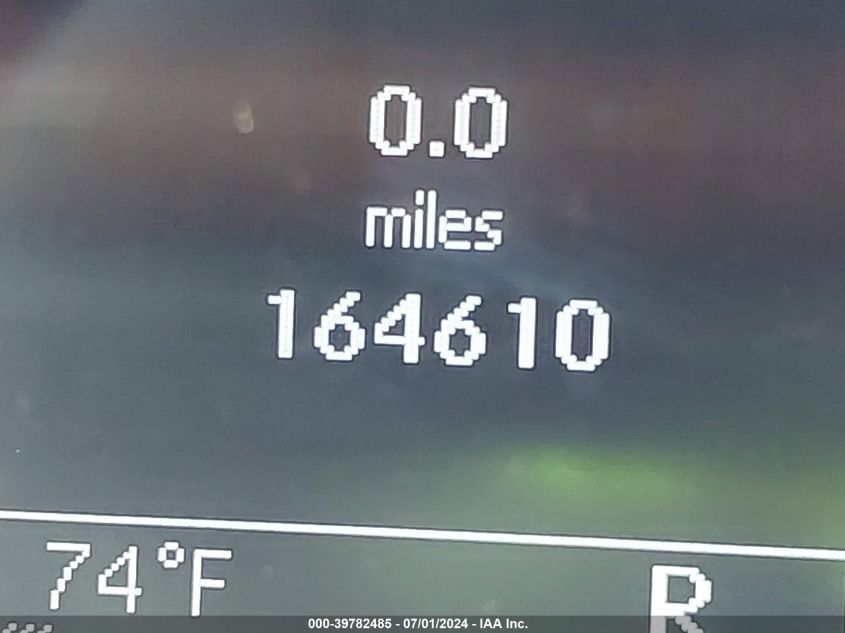 0.0
miles
164610
74°F R
000-39782485 - 07/01/2024 - IAA Inc.